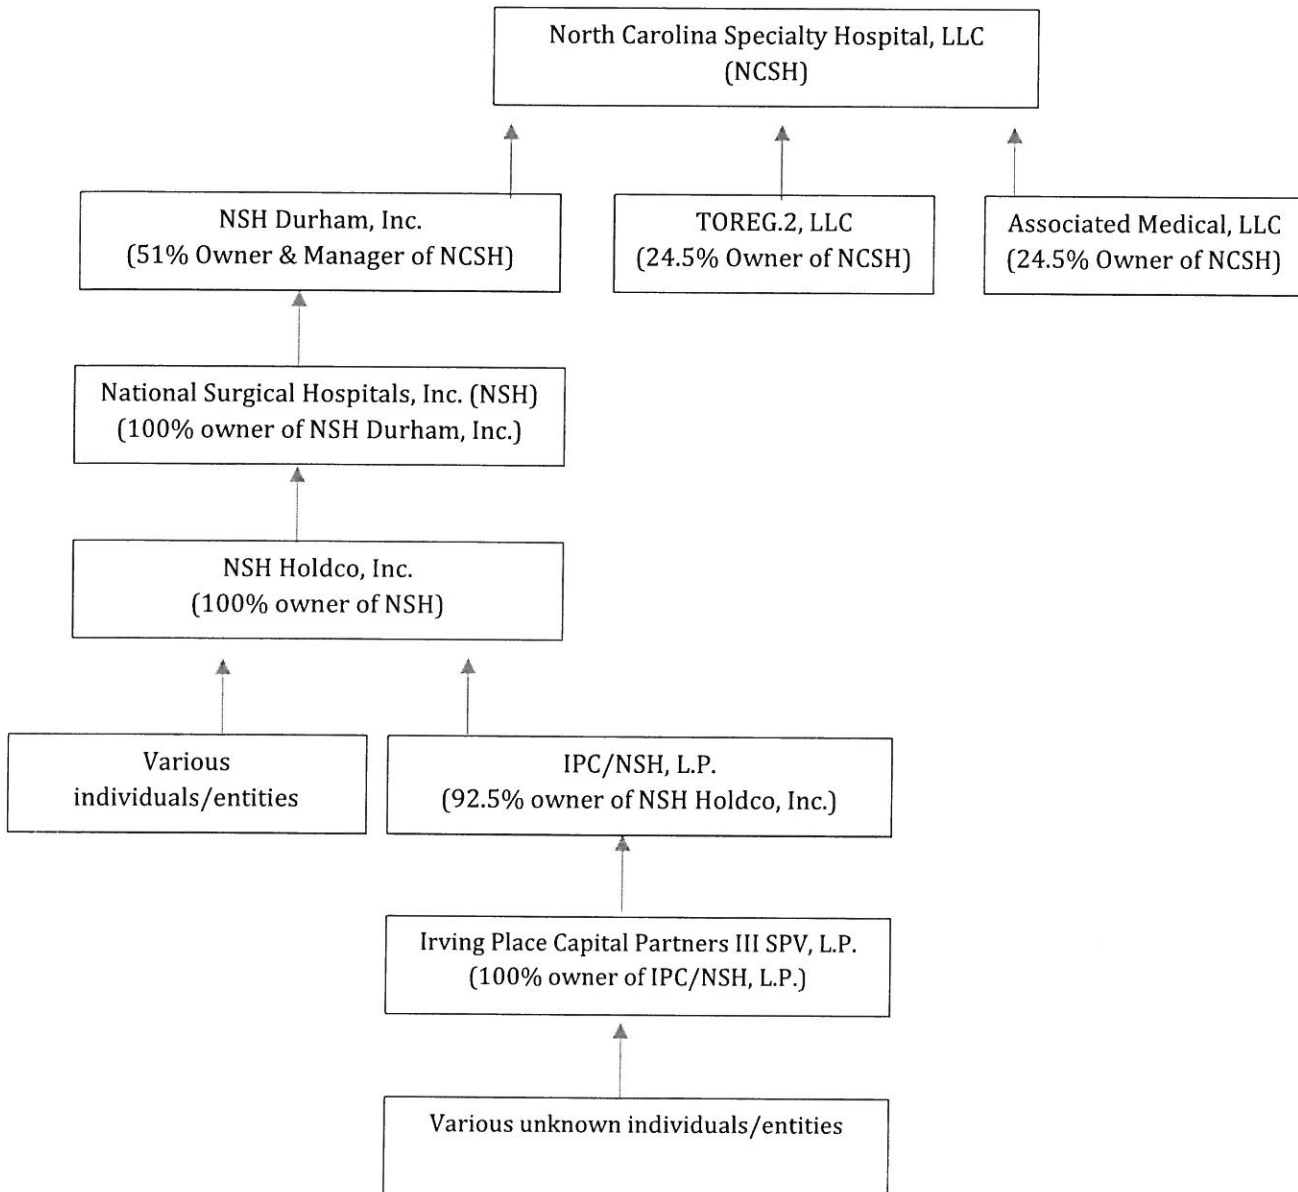 North Carolina Specialty Hospital, LLC
(NCSH)
NSH Durham, Inc.
(51% Owner & Manager of NCSH)
TOREG.2, LLC
(24.5% Owner of NCSH)
Associated Medical, LLC
(24.5% Owner of NCSH)
National Surgical Hospitals, Inc. (NSH)
(100% owner of NSH Durham, Inc.)
NSH Holdco, Inc.
(100% owner of NSH)
Various
individuals/entities
IPC/NSH, L.P.
(92.5% owner of NSH Holdco, Inc.)
Irving Place Capital Partners III SPV, L.P.
(100% owner of IPC/NSH, L.P.)
Various unknown individuals/entities